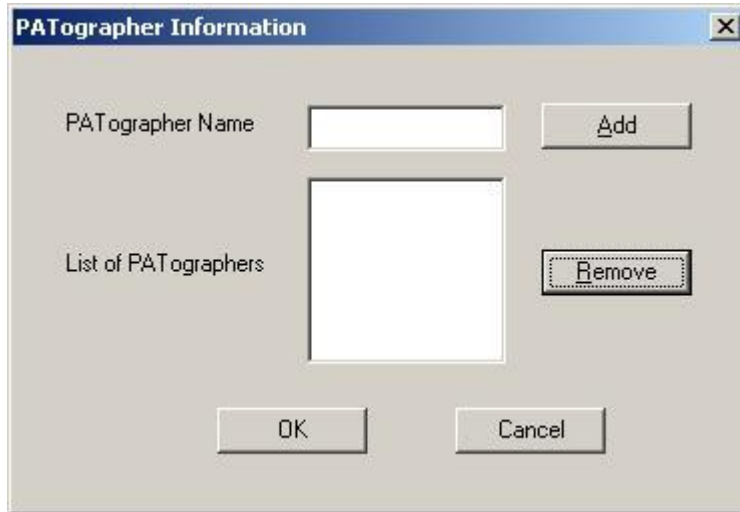 PATographer Information
PATographer Name
Add
List of PATographers
Remove
OK
Cancel